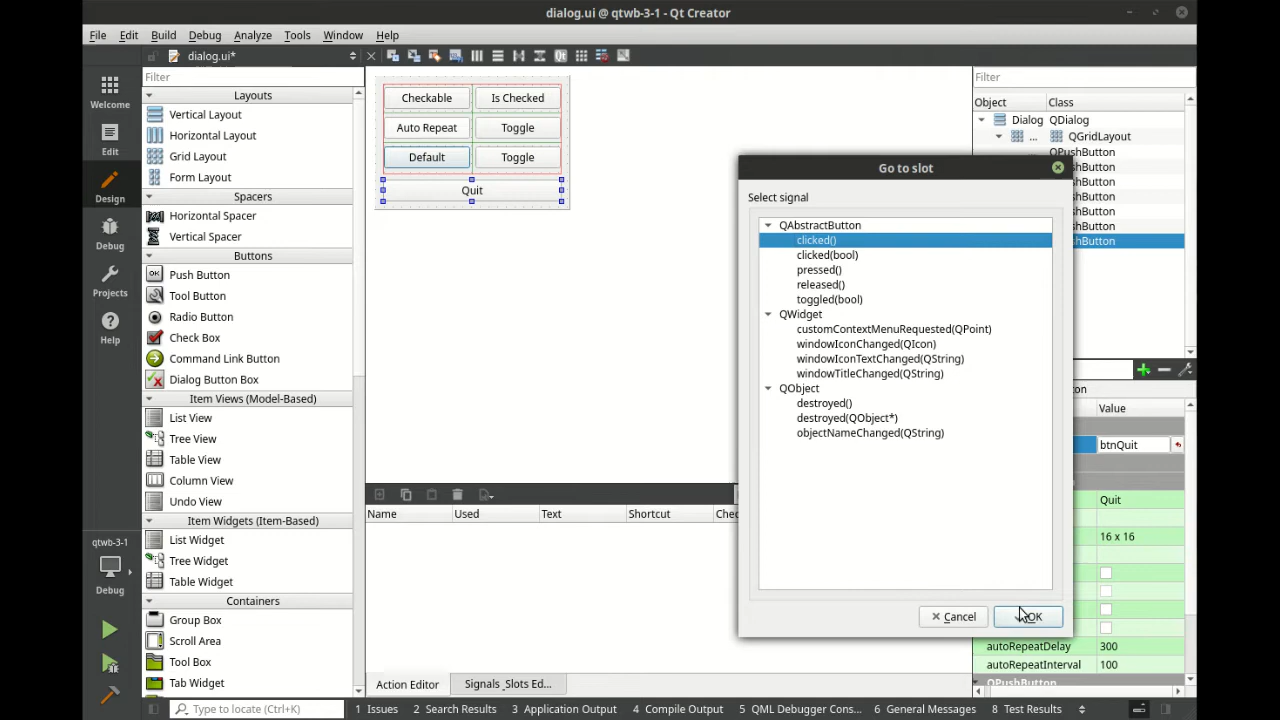 dialog.ui @ qtwb-3-1 - Qt Creator
File Edit Build Debug Analyze Tools Window Help
dialog.ui*
Filter
Filter
Welcome
Edit
Design
Debug
Projects
Help
qtwb-3-1
Debug
Layouts
Vertical Layout
Horizontal Layout
Grid Layout
Form Layout
Spacers
Horizontal Spacer
Vertical Spacer
Buttons
OK Push Button
Tool Button
Radio Button
Check Box
Command Link Button
Dialog Button Box
Item Views (Model-Based)
List View
Tree View
Table View
Column View
Undo View
Item Widgets (Item-Based)
List Widget
Tree Widget
Table Widget
Containers
Group Box
Scroll Area
Tool Box
Tab Widget
Checkable Is Checked
Auto Repeat Toggle
Default Toggle
Quit
Name Used Text Shortcut
Action Editor Signals _Slots Ed...
Go to slot
Select signal
QAbstractButton
clicked()
clicked(bool)
pressed()
released()
toggled(bool)
QWidget
customContextMenuRequested(QPoint)
windowIconChanged(QIcon)
windowIconTextChanged(QString)
windowTitleChanged(QString)
QObject
destroyed()
destroyed(QObject*)
objectNameChanged(QString)
Cancel OK
Object Class
Dialog QDialog
... QGridLayout
QPushButton
shButton
shButton
shButton
shButton
shButton
Value
btnQuit
Quit
16 x 16
autoRepeatDelay 300
autoRepeatInterval 100
QPushButton
Type to locate (Ctrl+K) 1 Issues 2 Search Results 3 Application Output 4 Compile Output 5 QML Debugger Cons... 6 General Messages 8 Test Results